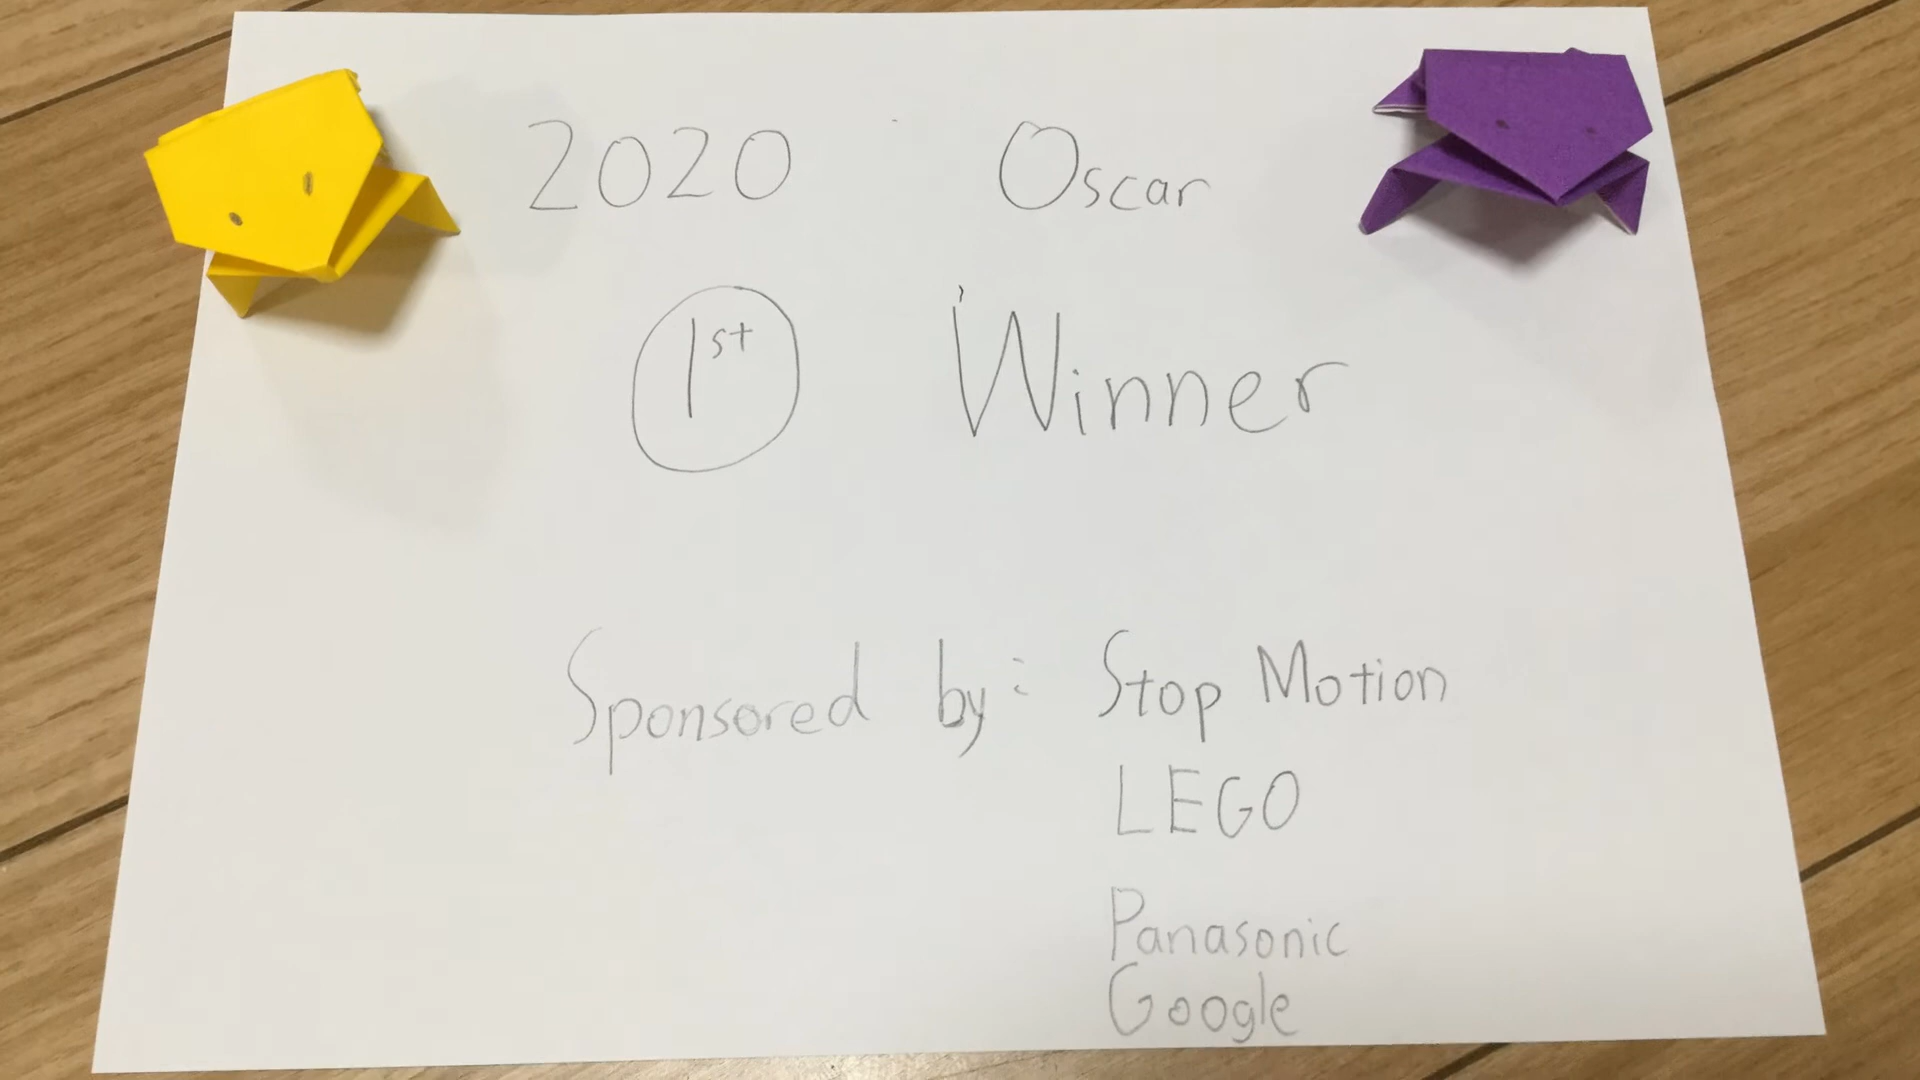 2020 Oscar
1st Winner
Sponsored by: Stop Motion
LEGO
Panasonic
Google